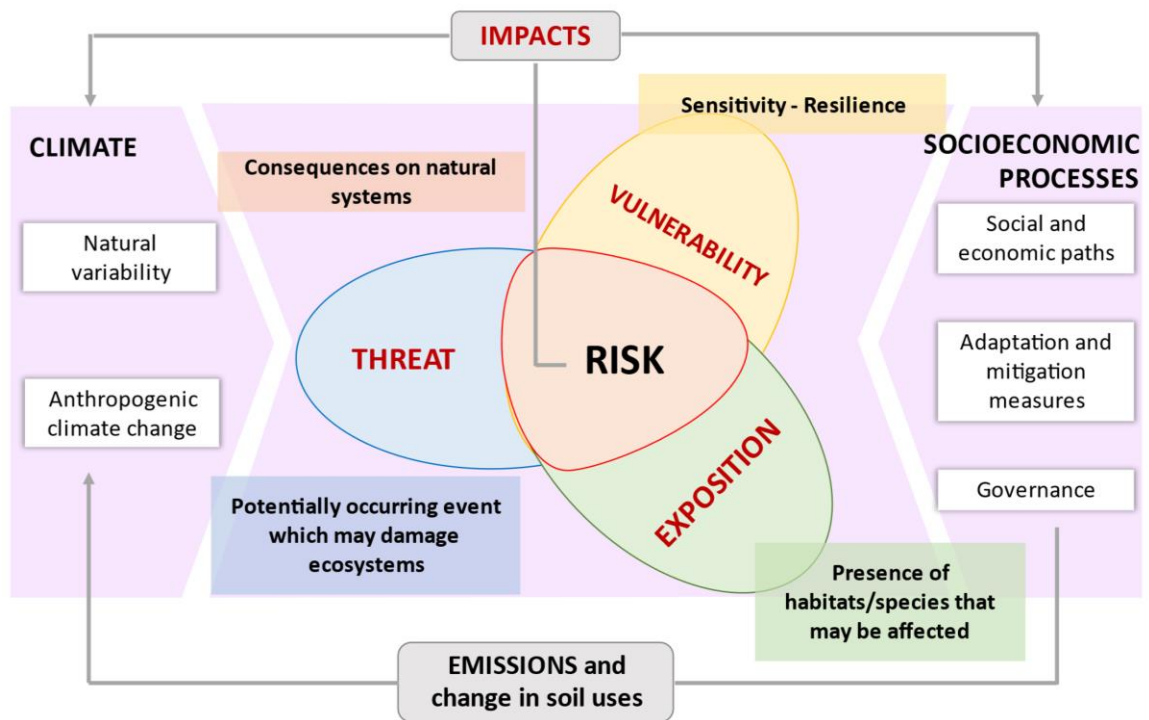 IMPACTS
Sensitivity - Resilience
CLIMATE
SOCIOECONOMIC
PROCESSES
Consequences on natural
systems
VULNERABILITY
Natural
variability
Social and
economic paths
THREAT
RISK
Adaptation and
mitigation
measures
Anthropogenic
climate change
EXPOSITION
Governance
Potentially occurring event
which may damage
ecosystems
Presence of
habitats/species that
may be affected
EMISSIONS and
change in soil uses